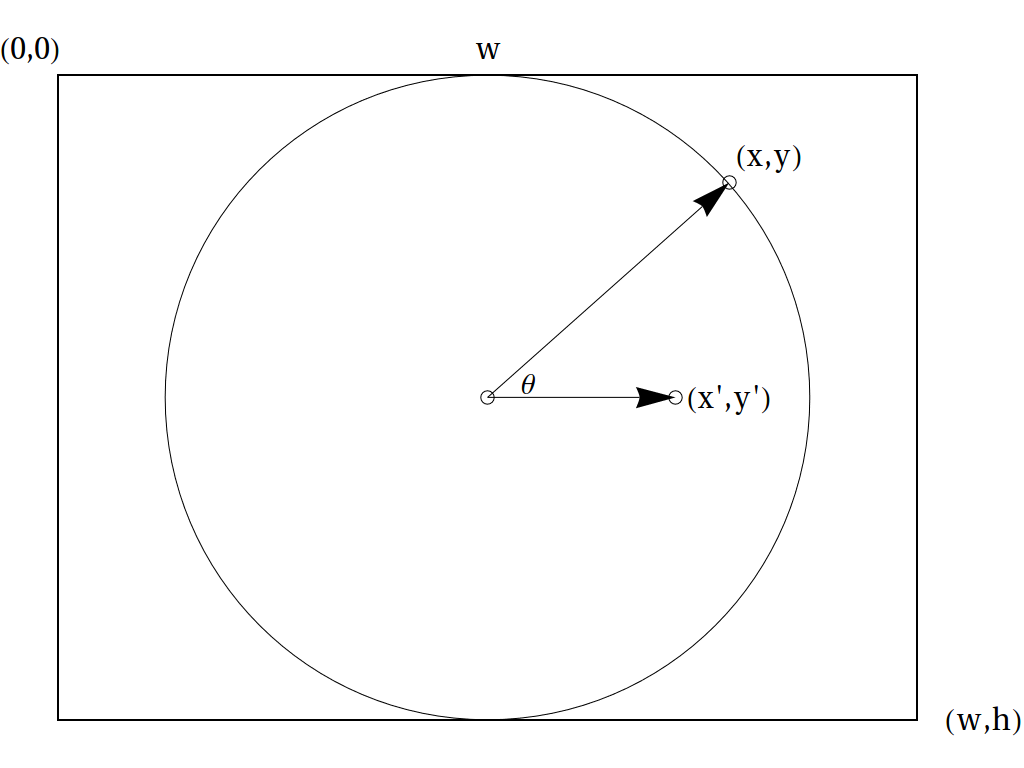 (0,0)
w
(x,y)
θ
(x',y')
(w,h)